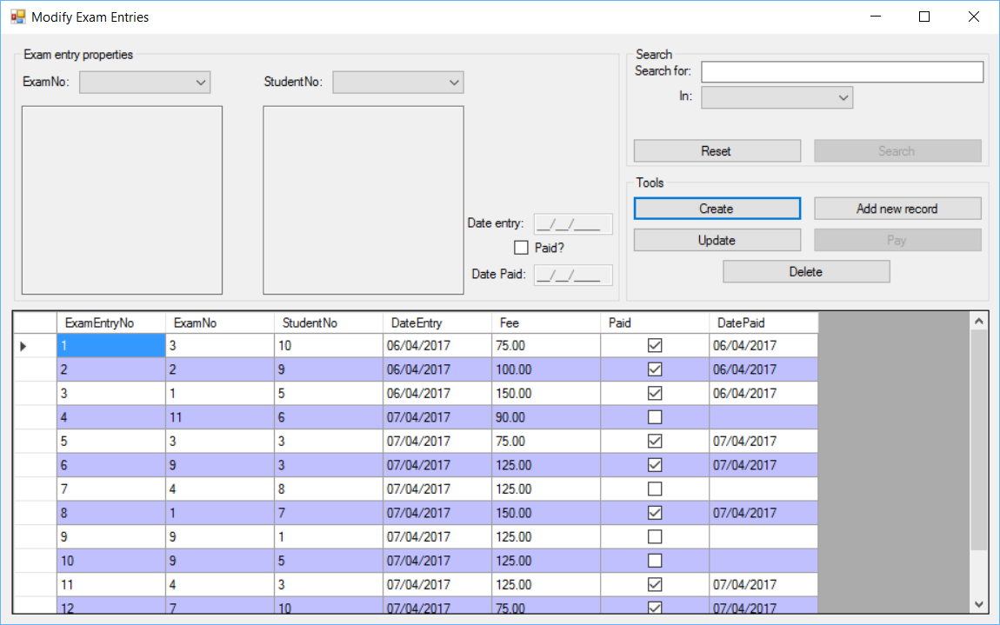 Modify Exam Entries
Exam entry properties
ExamNo:
StudentNo:
Date entry: __/__/____
Paid?
Date Paid: __/__/____
Search
Search for:
In:
Reset Search
Tools
Create Add new record
Update Pay
Delete
ExamEntryNo ExamNo StudentNo DateEntry Fee Paid DatePaid
1 3 10 06/04/2017 75.00 06/04/2017
2 2 9 06/04/2017 100.00 06/04/2017
3 1 5 06/04/2017 150.00 06/04/2017
4 11 6 07/04/2017 90.00
5 3 3 07/04/2017 75.00 07/04/2017
6 9 3 07/04/2017 125.00 07/04/2017
7 4 8 07/04/2017 125.00
8 1 7 07/04/2017 150.00 07/04/2017
9 9 1 07/04/2017 125.00
10 9 5 07/04/2017 125.00
11 4 3 07/04/2017 125.00 07/04/2017
12 7 10 07/04/2017 75.00 07/04/2017